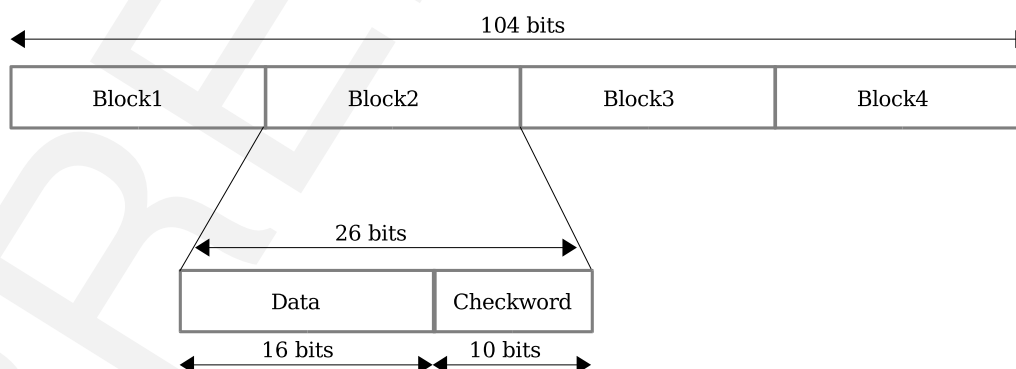 104 bits
Block1 Block2 Block3 Block4
26 bits
Data Checkword
16 bits 10 bits